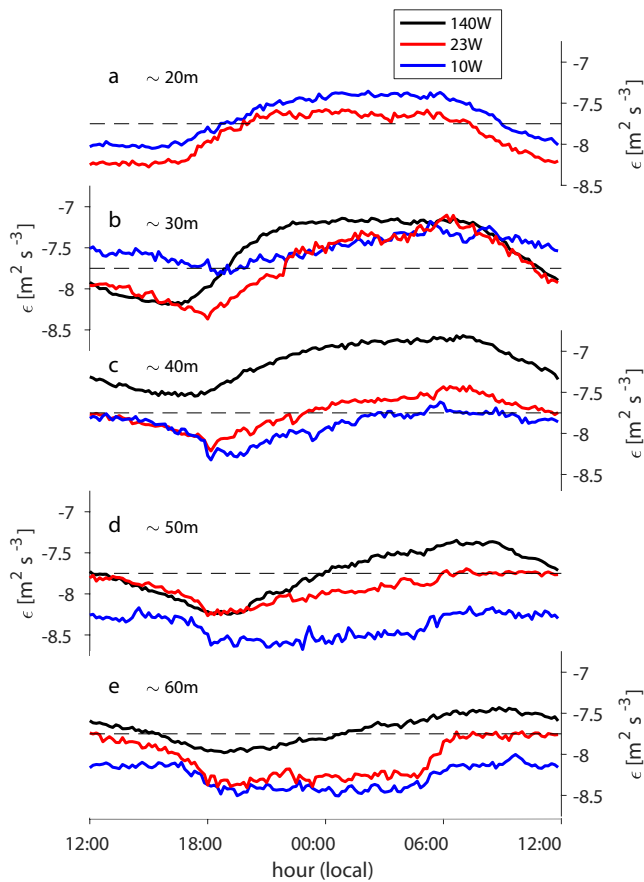 140W
23W
10W
a ~ 20m
-7
-7.5
-8
-8.5
ϵ [m² s⁻³]
b ~ 30m
-7
-7.5
-8
-8.5
ϵ [m² s⁻³]
c ~ 40m
-7
-7.5
-8
-8.5
ϵ [m² s⁻³]
d ~ 50m
-7
-7.5
-8
-8.5
ϵ [m² s⁻³]
e ~ 60m
-7
-7.5
-8
-8.5
ϵ [m² s⁻³]
12:00 18:00 00:00 06:00 12:00
hour (local)